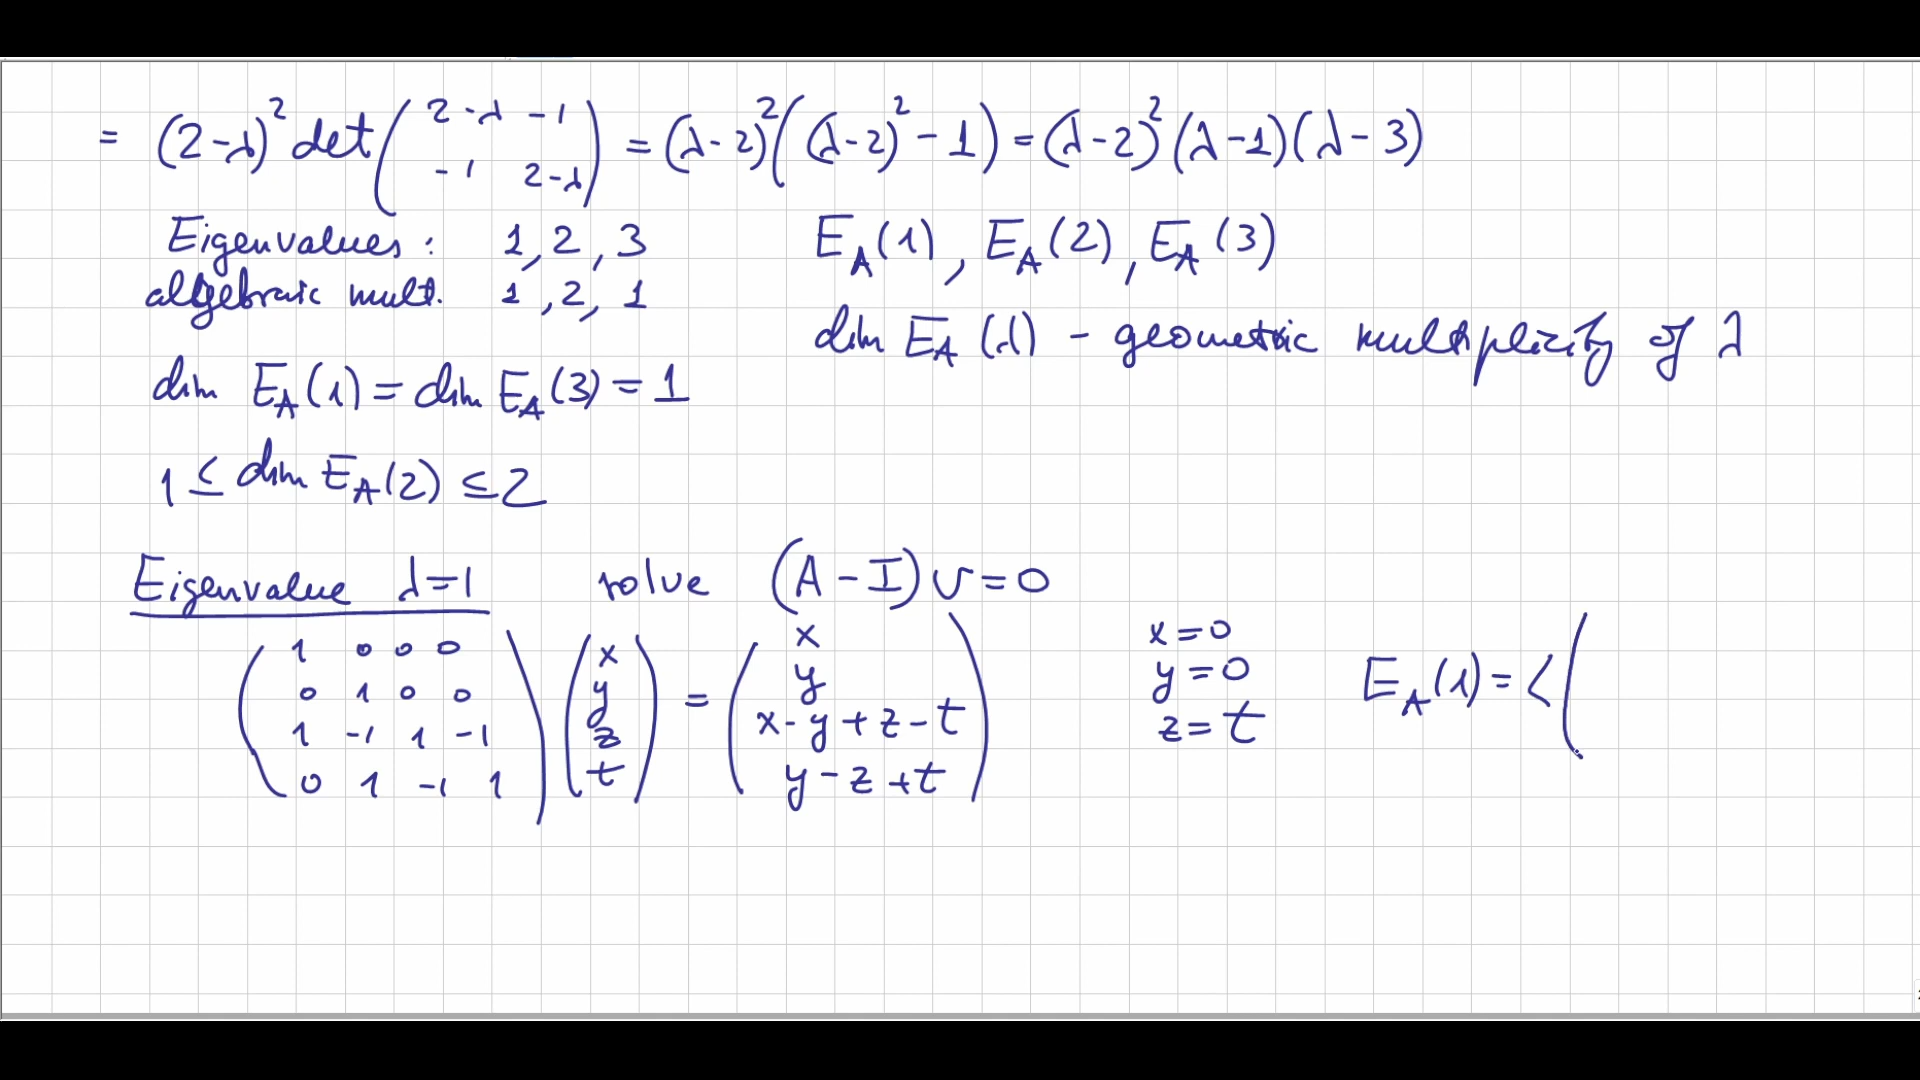 = (2-λ)² det ( 2-λ -1 ; -1 2-λ ) = (λ-2)² ( (λ-2)² - 1 ) = (λ-2)² (λ-1)(λ-3)
Eigenvalues : 1, 2, 3
E_A(1), E_A(2), E_A(3)
algebraic mult. 1, 2, 1
dim E_A(λ) - geometric multiplicity of λ
dim E_A(1) = dim E_A(3) = 1
1 ≤ dim E_A(2) ≤ 2
Eigenvalue λ=1 solve (A - I) v = 0
( 1 0 0 0 ; 0 1 0 0 ; 1 -1 1 -1 ; 0 1 -1 1 ) ( x ; y ; z ; t ) = ( x ; y ; x-y+z-t ; y-z+t )
x = 0
y = 0
z = t
E_A(1) = < (